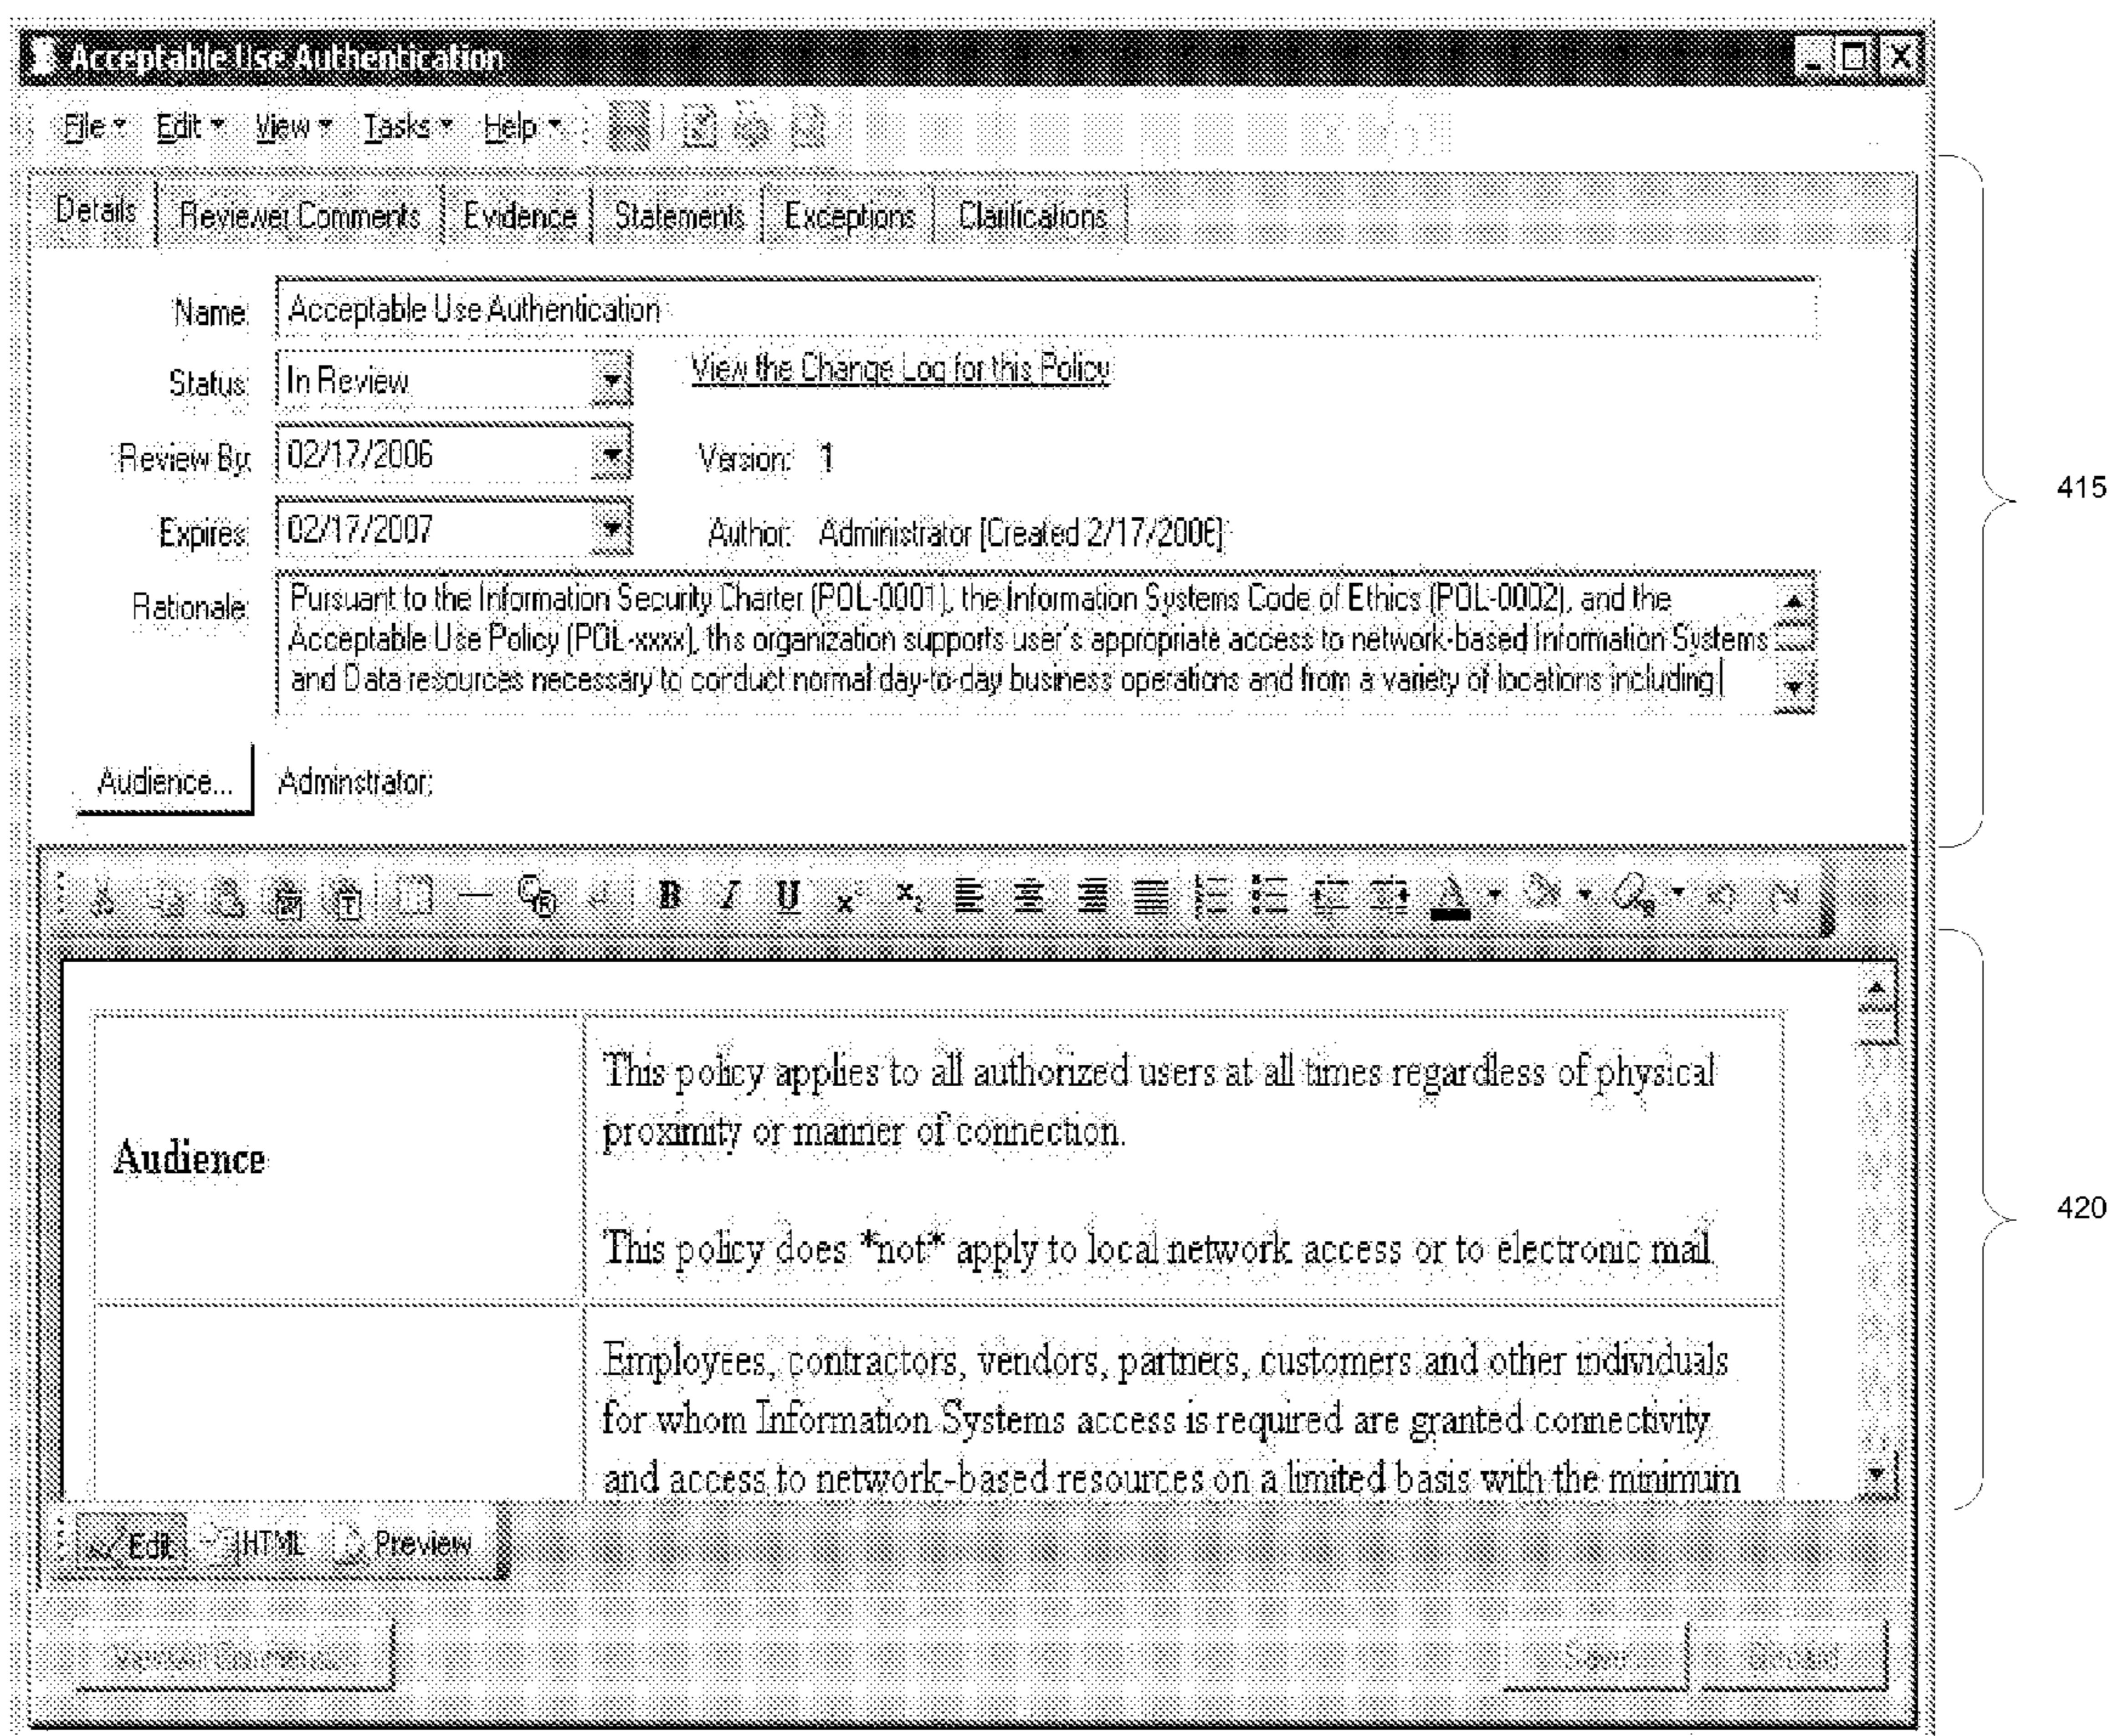 Acceptable Use Authentication
File Edit View Tasks Help
Details Reviewer Comments Evidence Statements Exceptions Clarifications
Name: Acceptable Use Authentication
Status: In Review View the Change Log for this Policy
Review By: 02/17/2006 Version: 1
Expires: 02/17/2007 Author: Administrator [Created 2/17/2006]
Rationale: Pursuant to the Information Security Charter (POL-0001), the Information Systems Code of Ethics (POL-0002), and the
Acceptable Use Policy (POL-xxxx), ths organization supports user's appropriate access to network-based Information Systems
and Data resources necessary to conduct normal day-to-day business operations and from a variety of locations including
Audience... Adminstrator;
415
B I U x² x₂
Audience
This policy applies to all authorized users at all times regardless of physical
proximity or manner of connection.
This policy does *not* apply to local network access or to electronic mail.
Employees, contractors, vendors, partners, customers and other individuals
for whom Information Systems access is required are granted connectivity
and access to network-based resources on a limited basis with the minimum
420
Edit HTML Preview